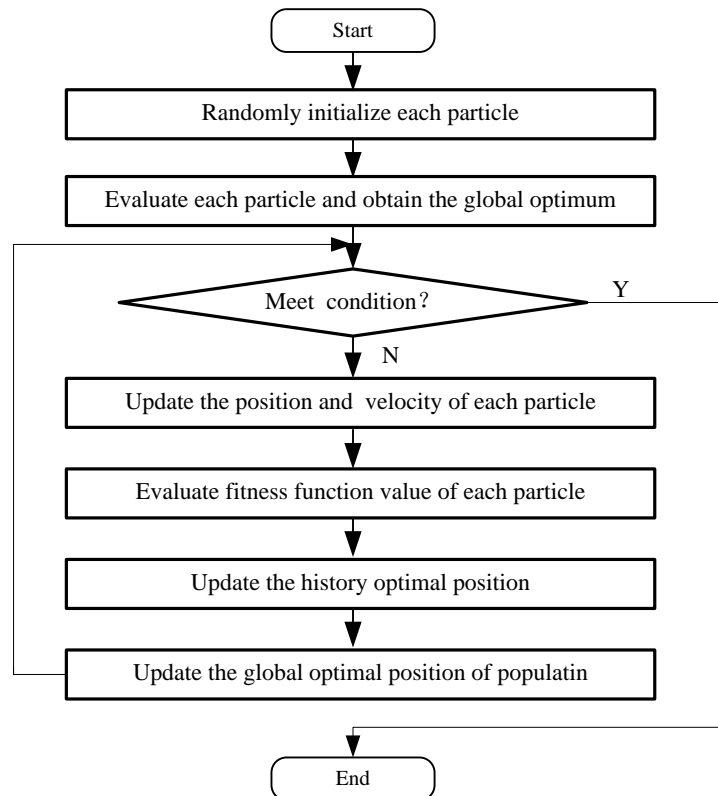 Start
Randomly initialize each particle
Evaluate each particle and obtain the global optimum
Meet condition？
Y
N
Update the position and velocity of each particle
Evaluate fitness function value of each particle
Update the history optimal position
Update the global optimal position of populatin
End